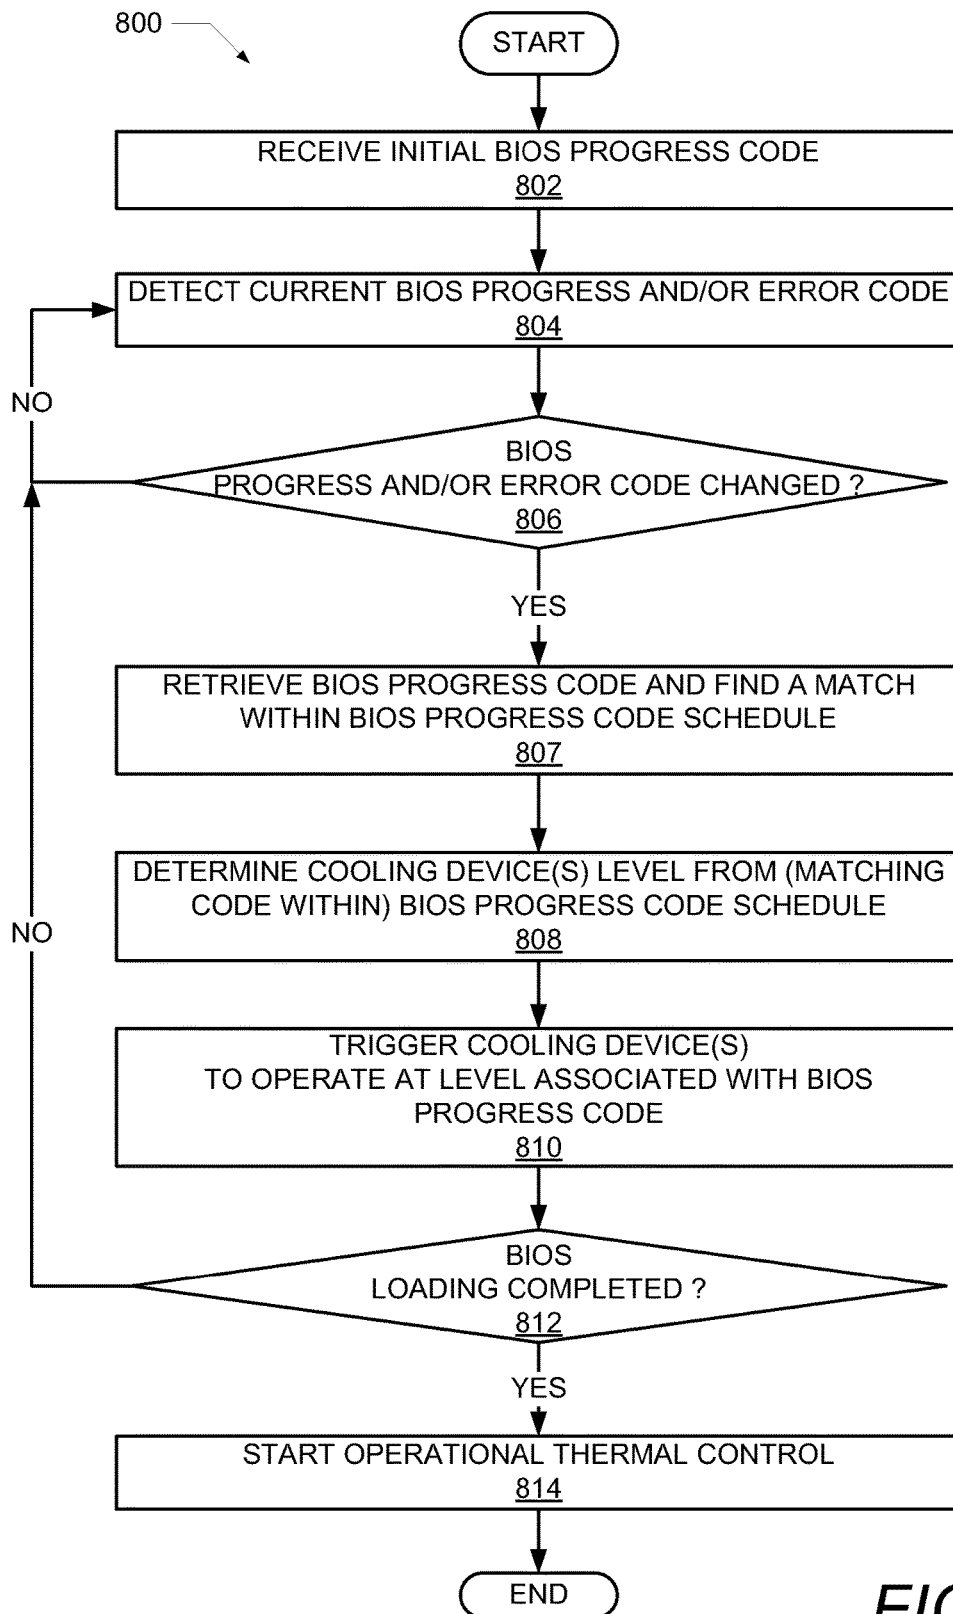 800
START
RECEIVE INITIAL BIOS PROGRESS CODE
802
DETECT CURRENT BIOS PROGRESS AND/OR ERROR CODE
804
NO
BIOS
PROGRESS AND/OR ERROR CODE CHANGED ?
806
YES
RETRIEVE BIOS PROGRESS CODE AND FIND A MATCH
WITHIN BIOS PROGRESS CODE SCHEDULE
807
DETERMINE COOLING DEVICE(S) LEVEL FROM (MATCHING
CODE WITHIN) BIOS PROGRESS CODE SCHEDULE
808
NO
TRIGGER COOLING DEVICE(S)
TO OPERATE AT LEVEL ASSOCIATED WITH BIOS
PROGRESS CODE
810
BIOS
LOADING COMPLETED ?
812
YES
START OPERATIONAL THERMAL CONTROL
814
END